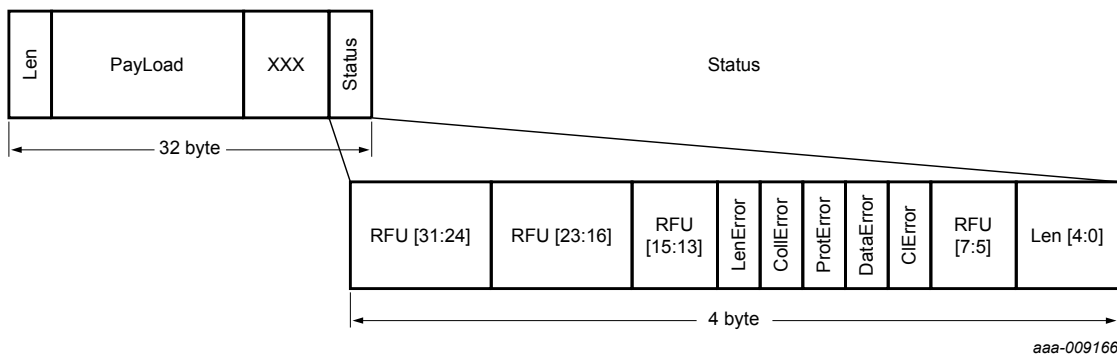 Len
PayLoad
XXX
Status
Status
32 byte
RFU [31:24]
RFU [23:16]
RFU
[15:13]
LenError
CollError
ProtError
DataError
ClError
RFU
[7:5]
Len [4:0]
4 byte
aaa-009166